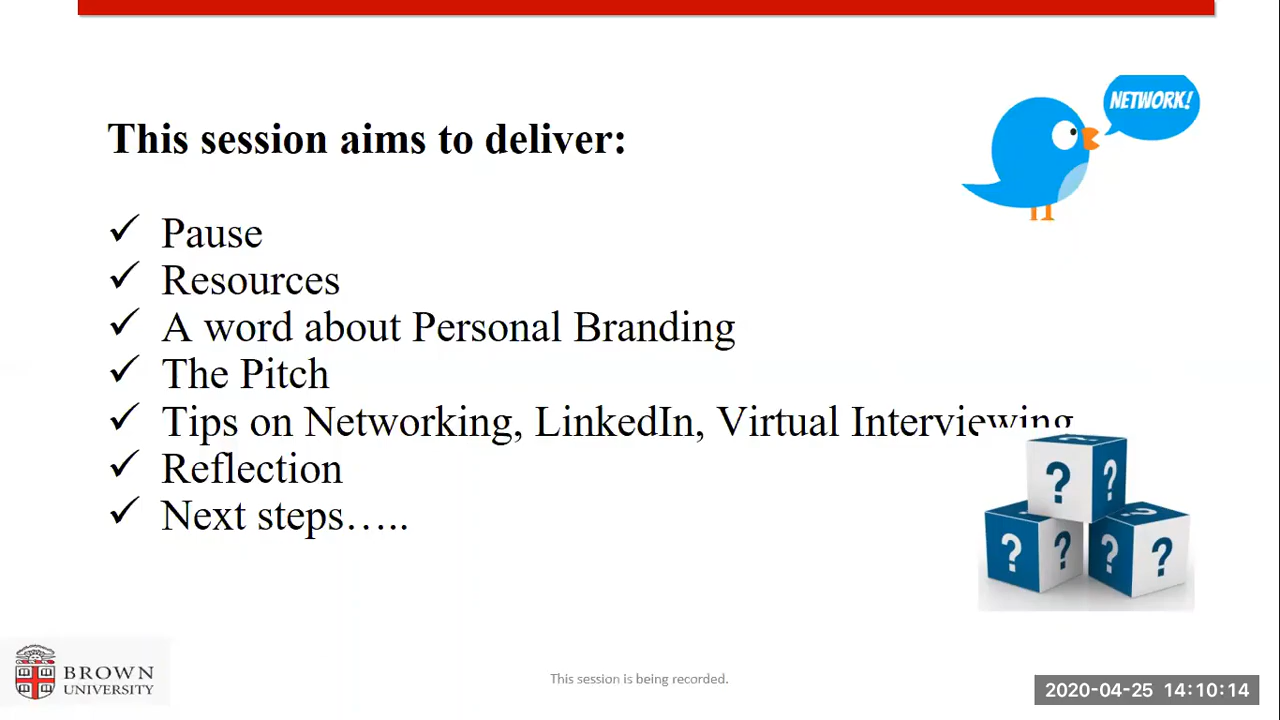 NETWORK!
This session aims to deliver:
✓ Pause
✓ Resources
✓ A word about Personal Branding
✓ The Pitch
✓ Tips on Networking, LinkedIn, Virtual Interviewing
✓ Reflection
✓ Next steps…..
? ?
? ? ? ?
BROWN
UNIVERSITY
This session is being recorded.
2020-04-25 14:10:14